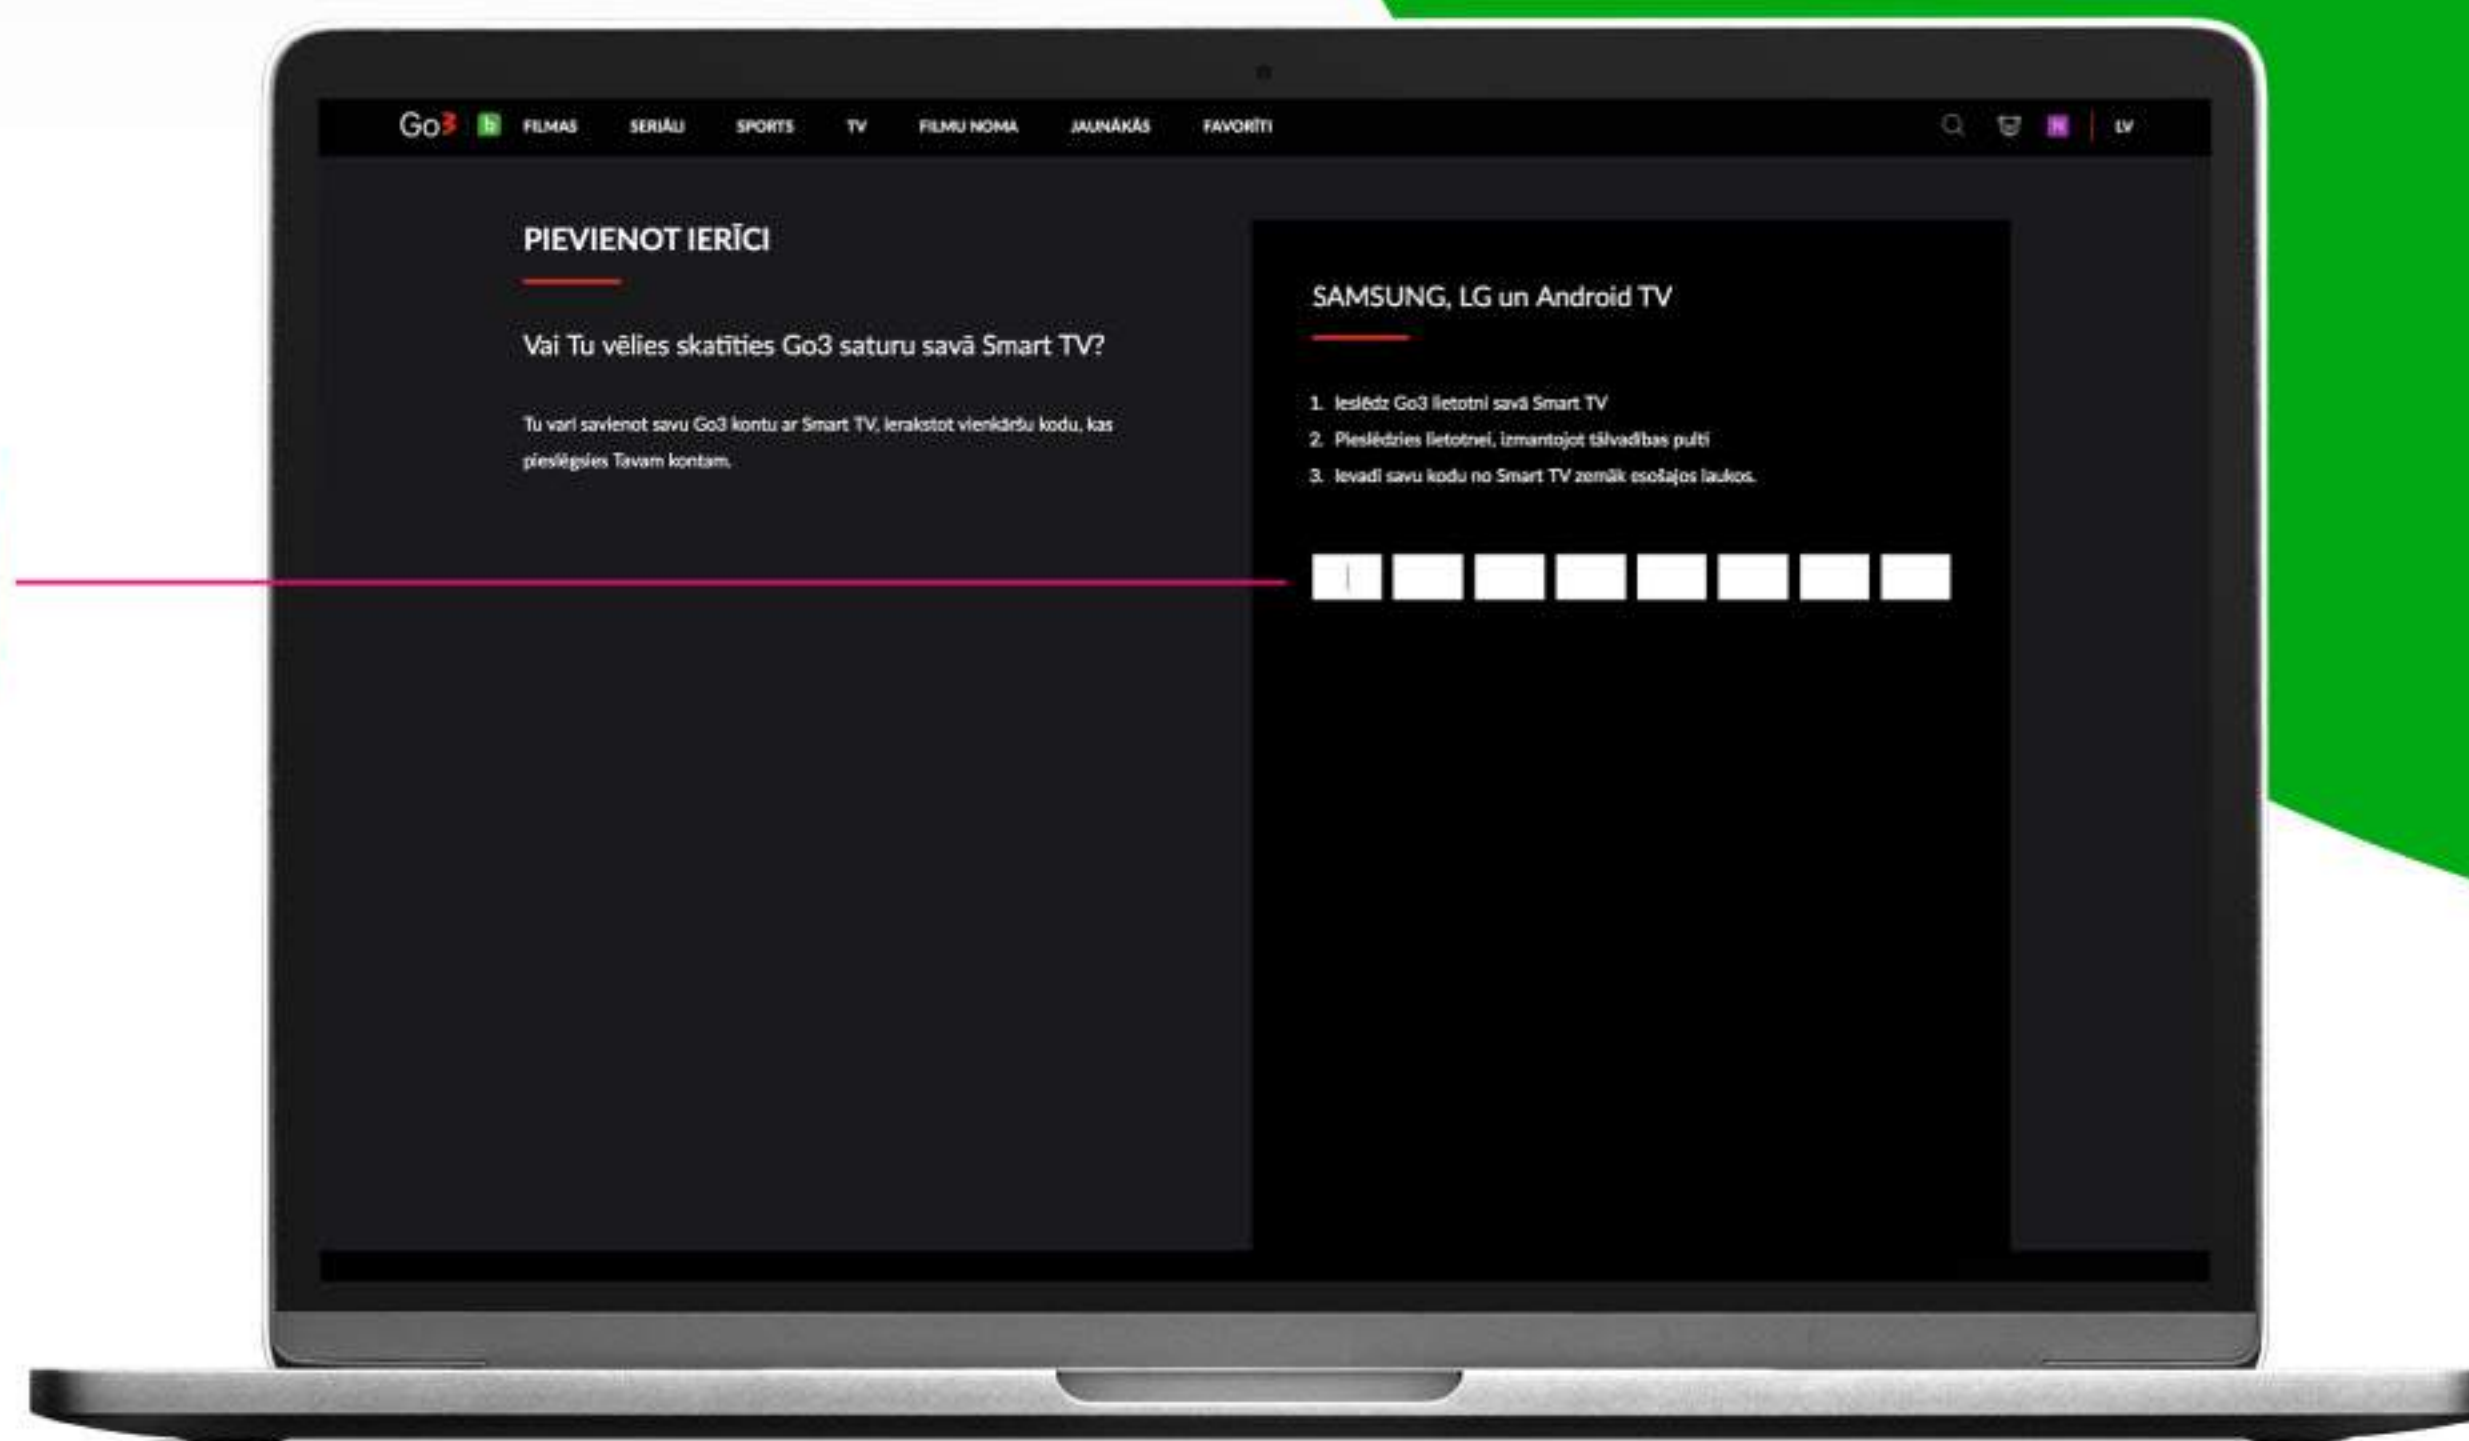 Go3 b FILMAS SERIĀLI SPORTS TV FILMU NOMA JAUNĀKĀS FAVORĪTI LV
PIEVIENOT IERĪCI
Vai Tu vēlies skatīties Go3 saturu savā Smart TV?
Tu vari savienot savu Go3 kontu ar Smart TV, ierakstot vienkāršu kodu, kas
pieslēgsies Tavam kontam.
SAMSUNG, LG un Android TV
1. Ieslēdz Go3 lietotni savā Smart TV
2. Pieslēdzies lietotnei, izmantojot tālvadības pulti
3. Ievadi savu kodu no Smart TV zemāk esošajos laukos.